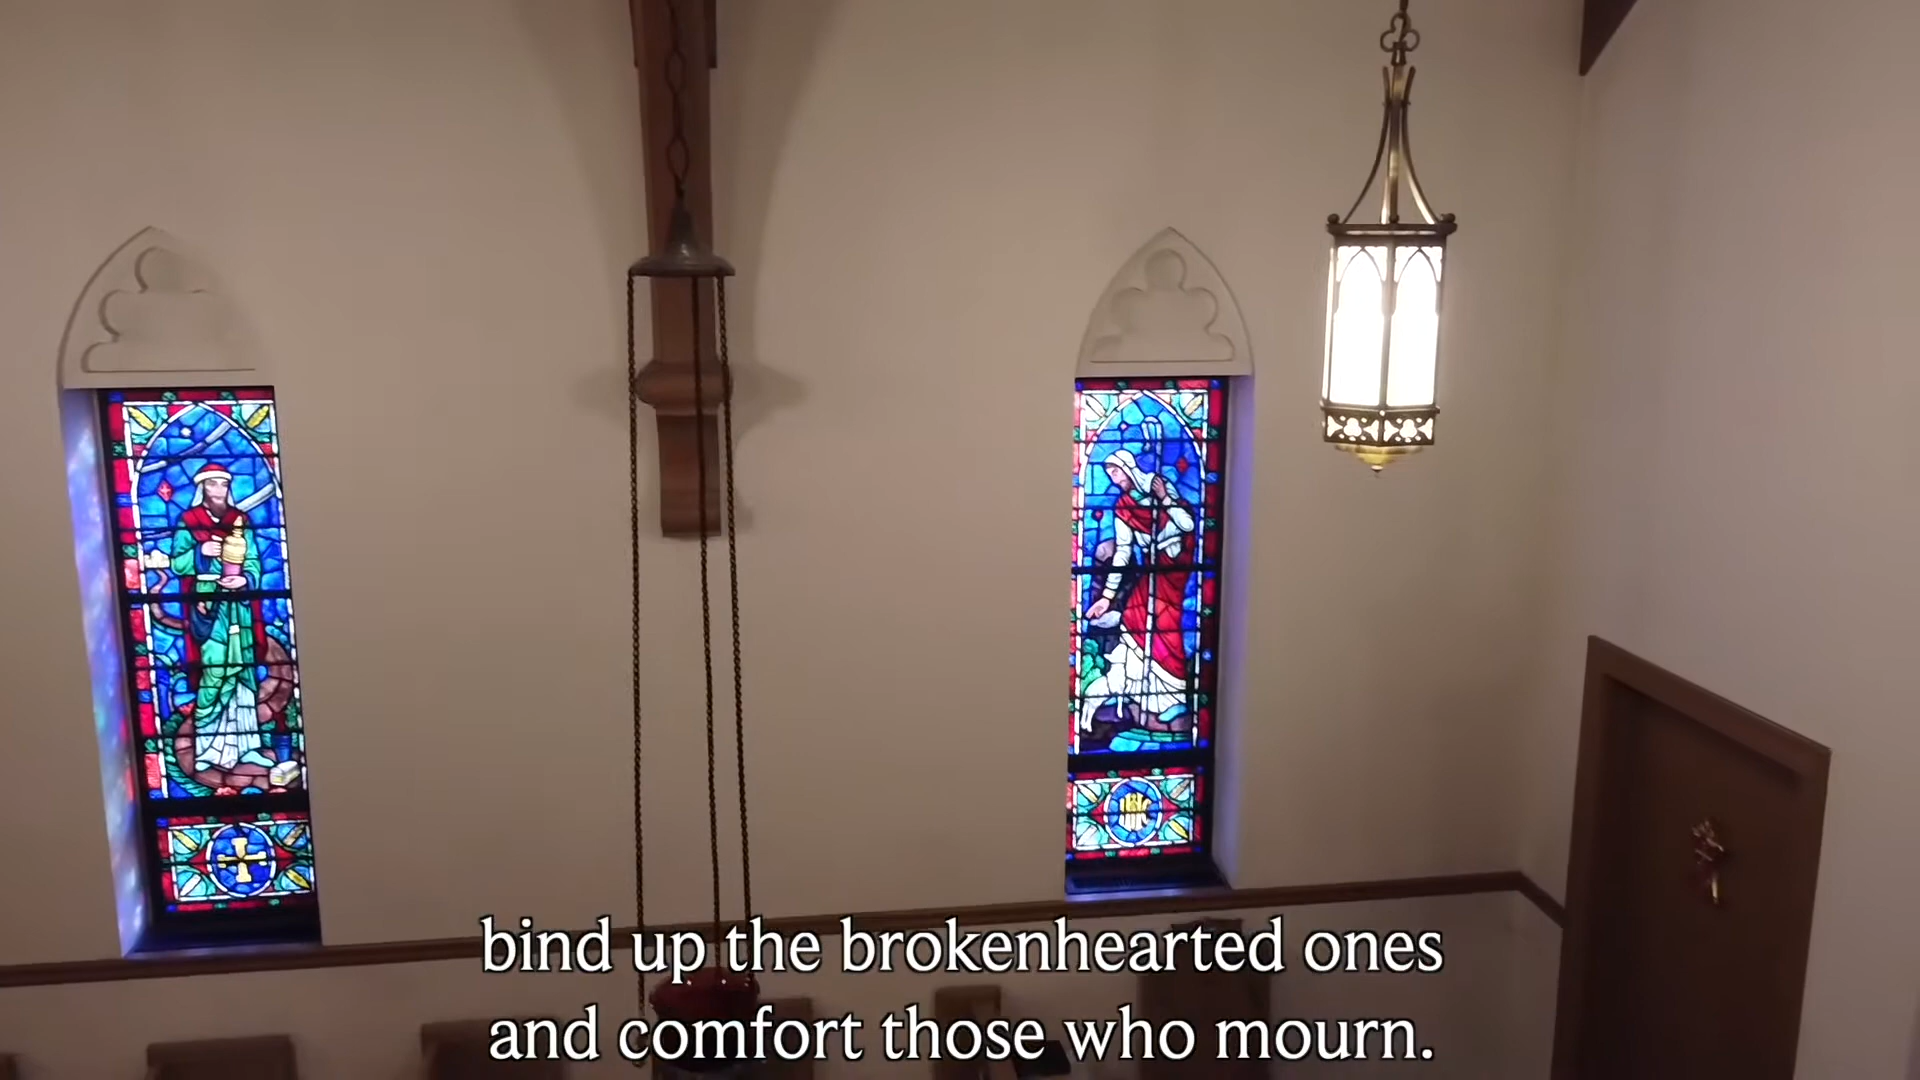 bind up the brokenhearted ones
and comfort those who mourn.